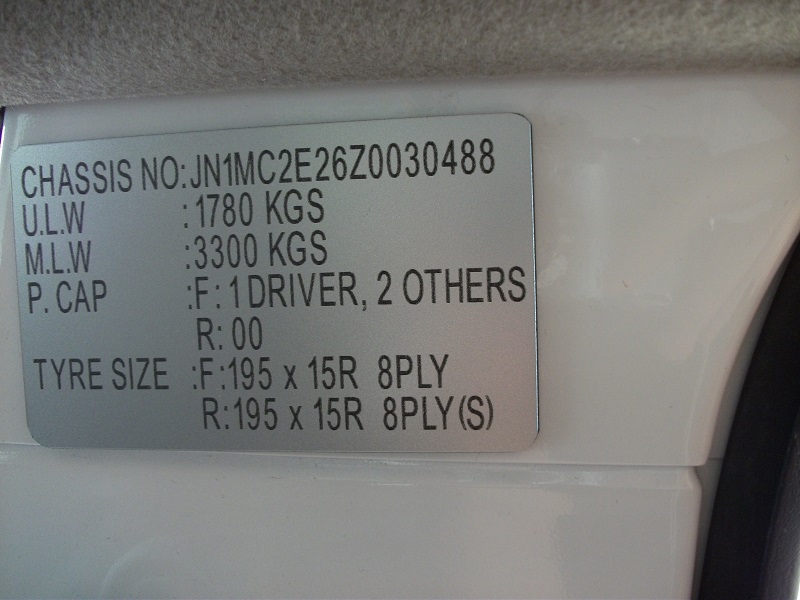 CHASSIS NO:JN1MC2E26Z0030488
U.L.W :1780 KGS
M.L.W :3300 KGS
P. CAP :F: 1 DRIVER, 2 OTHERS
R: 00
TYRE SIZE :F:195 x 15R 8PLY
R:195 x 15R 8PLY(S)